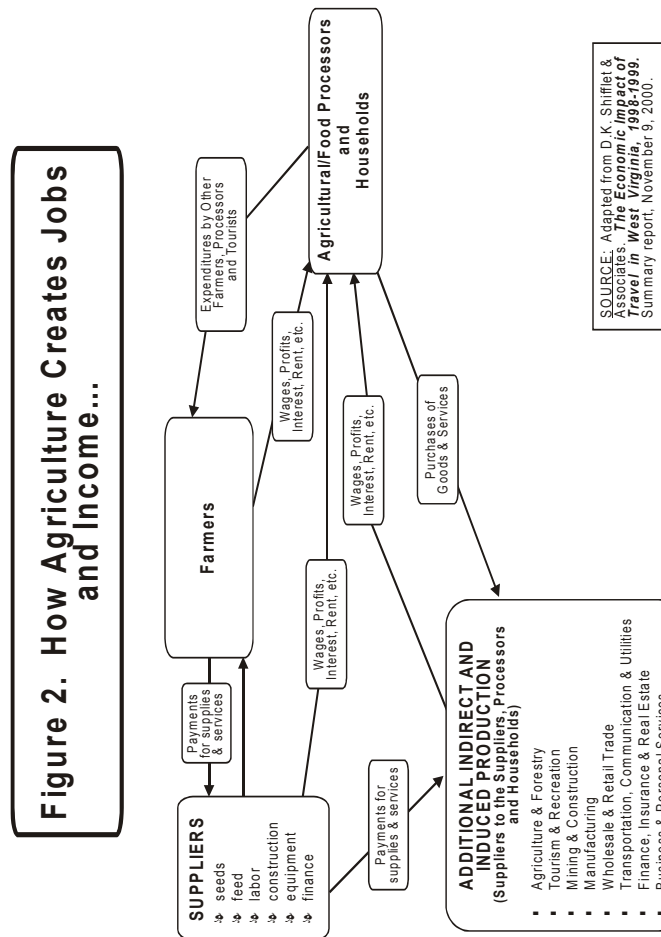 Figure 2. How Agriculture Creates Jobs
and Income...
Expenditures by Other
Farmers, Processors
and Tourists
Farmers
Agricultural/Food Processors
and
Households
Payments
for supplies
& services
Wages, Profits,
Interest, Rent, etc.
SUPPLIERS
seeds
feed
labor
construction
equipment
finance
Wages, Profits,
Interest, Rent, etc.
Wages, Profits,
Interest, Rent, etc.
Payments for
supplies & services
Purchases of
Goods & Services
ADDITIONAL INDIRECT AND
INDUCED PRODUCTION
(Suppliers to the Suppliers, Processors
and Households)
▪ Agriculture & Forestry
▪ Tourism & Recreation
▪ Mining & Construction
▪ Manufacturing
▪ Wholesale & Retail Trade
▪ Transportation, Communication & Utilities
▪ Finance, Insurance & Real Estate
SOURCE: Adapted from D.K. Shifflet &
Associates. The Economic Impact of
Travel in West Virginia, 1998-1999.
Summary report, November 9, 2000.